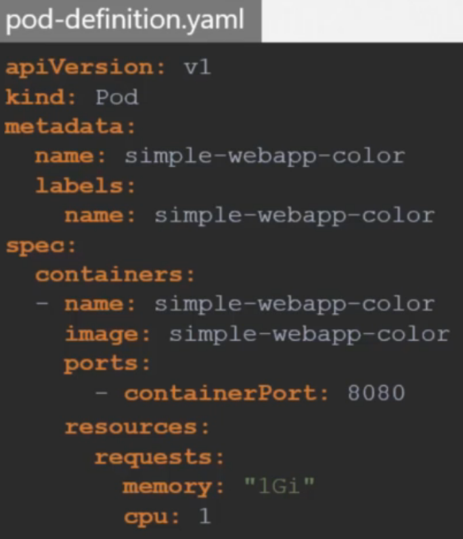 pod-definition.yaml
apiVersion: v1
kind: Pod
metadata:
  name: simple-webapp-color
  labels:
    name: simple-webapp-color
spec:
  containers:
  - name: simple-webapp-color
    image: simple-webapp-color
    ports:
      - containerPort: 8080
    resources:
      requests:
        memory: "1Gi"
        cpu: 1